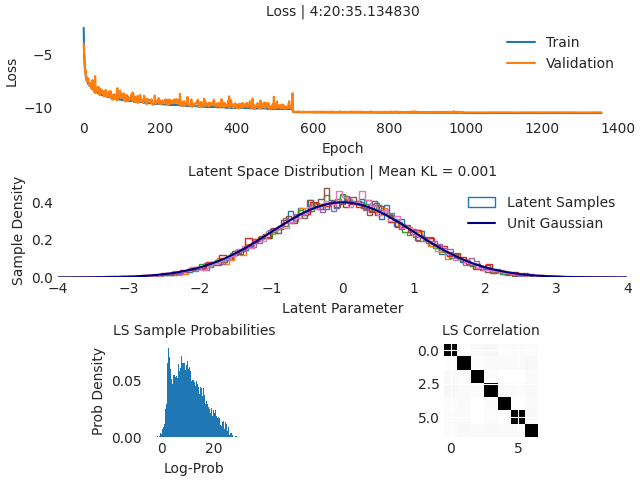 Loss | 4:20:35.134830
Loss
−5
−10
Train
Validation
0 200 400 600 800 1000 1200 1400
Epoch
Latent Space Distribution | Mean KL = 0.001
Sample Density
0.4
0.2
0.0
Latent Samples
Unit Gaussian
−4 −3 −2 −1 0 1 2 3 4
Latent Parameter
LS Sample Probabilities
Prob Density
0.05
0.00
0 20
Log-Prob
LS Correlation
0.0
2.5
5.0
0 5